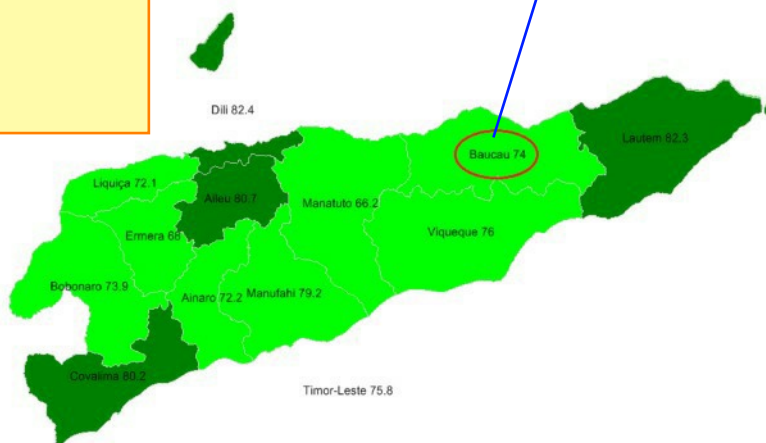 Dili 82.4
Lautem 82.3
Baucau 74
Liquiça 72.1
Aileu 80.7
Manatuto 66.2
Viqueque 76
Ermera 68
Bobonaro 73.9
Ainaro 72.2
Manufahi 79.2
Covalima 80.2
Timor-Leste 75.8